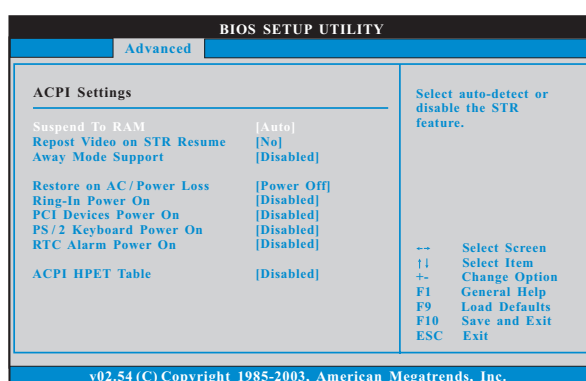 BIOS SETUP UTILITY
Advanced
ACPI Settings
Suspend To RAM [Auto]
Repost Video on STR Resume [No]
Away Mode Support [Disabled]
Restore on AC / Power Loss [Power Off]
Ring-In Power On [Disabled]
PCI Devices Power On [Disabled]
PS / 2 Keyboard Power On [Disabled]
RTC Alarm Power On [Disabled]
ACPI HPET Table [Disabled]
Select auto-detect or
disable the STR
feature.
←→ Select Screen
↑↓ Select Item
+- Change Option
F1 General Help
F9 Load Defaults
F10 Save and Exit
ESC Exit
v02.54 (C) Copyright 1985-2003, American Megatrends, Inc.